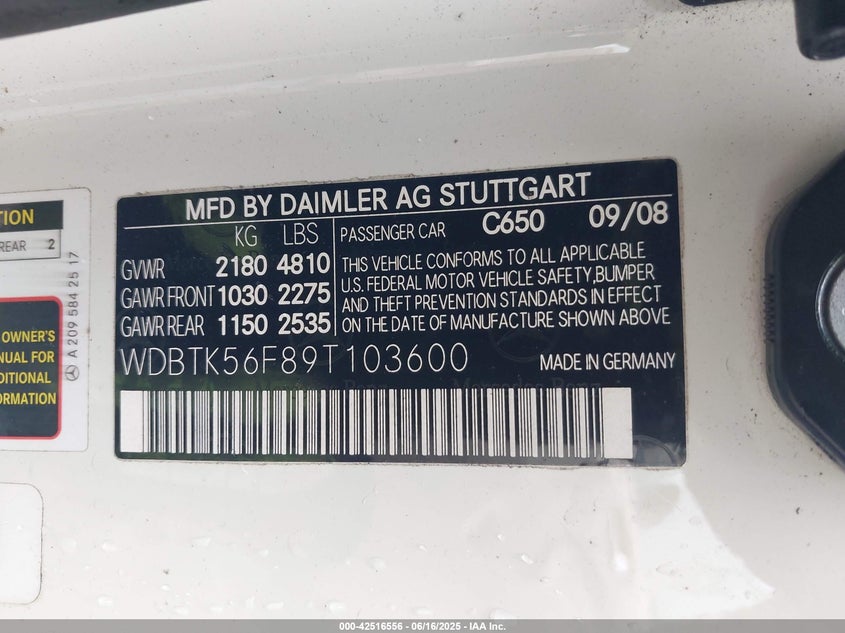 MFD BY DAIMLER AG STUTTGART
KG LBS
GVWR 2180 4810
GAWR FRONT 1030 2275
GAWR REAR 1150 2535
PASSENGER CAR C650 09/08
THIS VEHICLE CONFORMS TO ALL APPLICABLE
U.S. FEDERAL MOTOR VEHICLE SAFETY,BUMPER
AND THEFT PREVENTION STANDARDS IN EFFECT
ON THE DATE OF MANUFACTURE SHOWN ABOVE
WDBTK56F89T103600 MADE IN GERMANY
TION
REAR 2
OWNER'S
NUAL FOR
DITIONAL
ORMATION
A 209 584 25 17
000-42516556 - 06/16/2025 - IAA Inc.